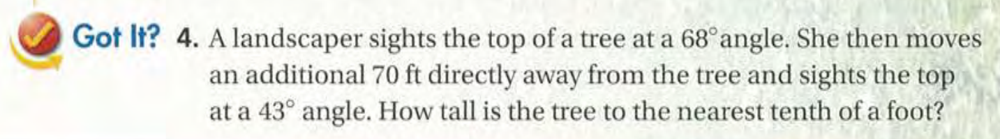 Got It? 4. A landscaper sights the top of a tree at a 68° angle. She then moves
an additional 70 ft directly away from the tree and sights the top
at a 43° angle. How tall is the tree to the nearest tenth of a foot?